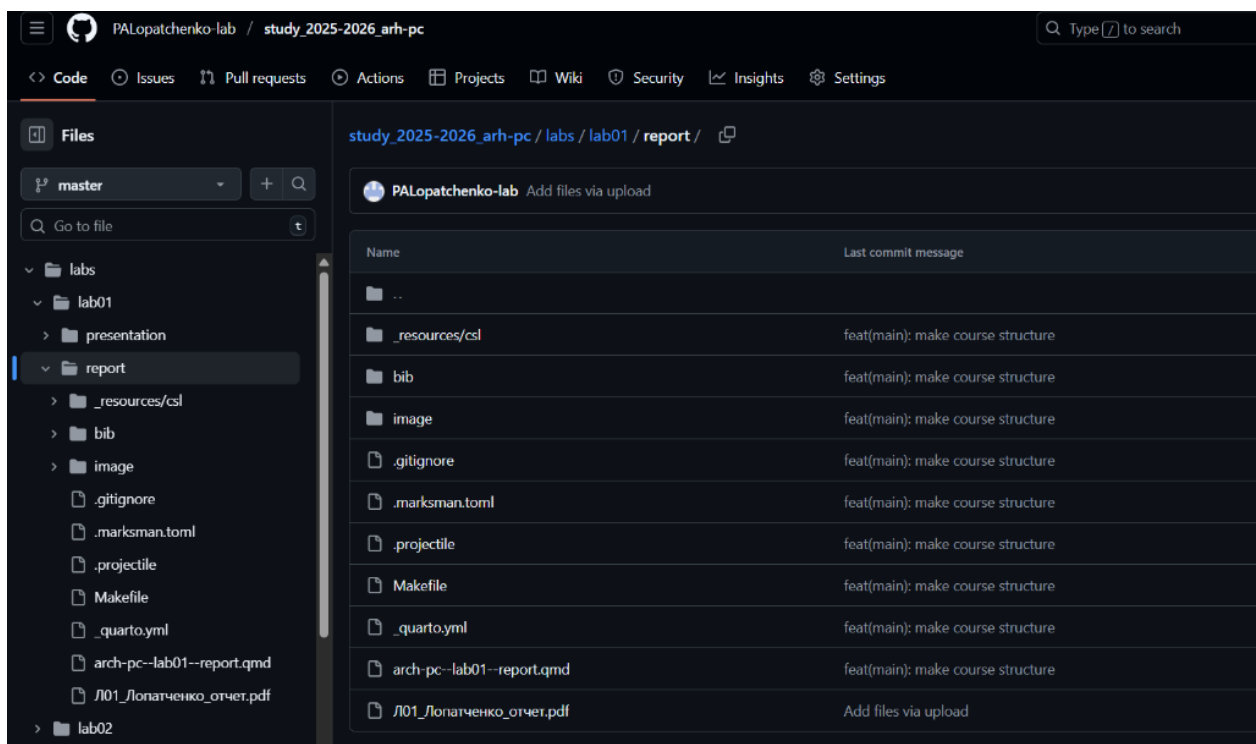 PALopatchenko-lab / study_2025-2026_arh-pc
Type / to search
Code Issues Pull requests Actions Projects Wiki Security Insights Settings
Files
master
Go to file
t
labs
lab01
presentation
report
_resources/csl
bib
image
.gitignore
.marksman.toml
.projectile
Makefile
_quarto.yml
arch-pc--lab01--report.qmd
Л01_Лопатченко_отчет.pdf
lab02
study_2025-2026_arh-pc / labs / lab01 / report /
PALopatchenko-lab Add files via upload
Name Last commit message
..
_resources/csl feat(main): make course structure
bib feat(main): make course structure
image feat(main): make course structure
.gitignore feat(main): make course structure
.marksman.toml feat(main): make course structure
.projectile feat(main): make course structure
Makefile feat(main): make course structure
_quarto.yml feat(main): make course structure
arch-pc--lab01--report.qmd feat(main): make course structure
Л01_Лопатченко_отчет.pdf Add files via upload